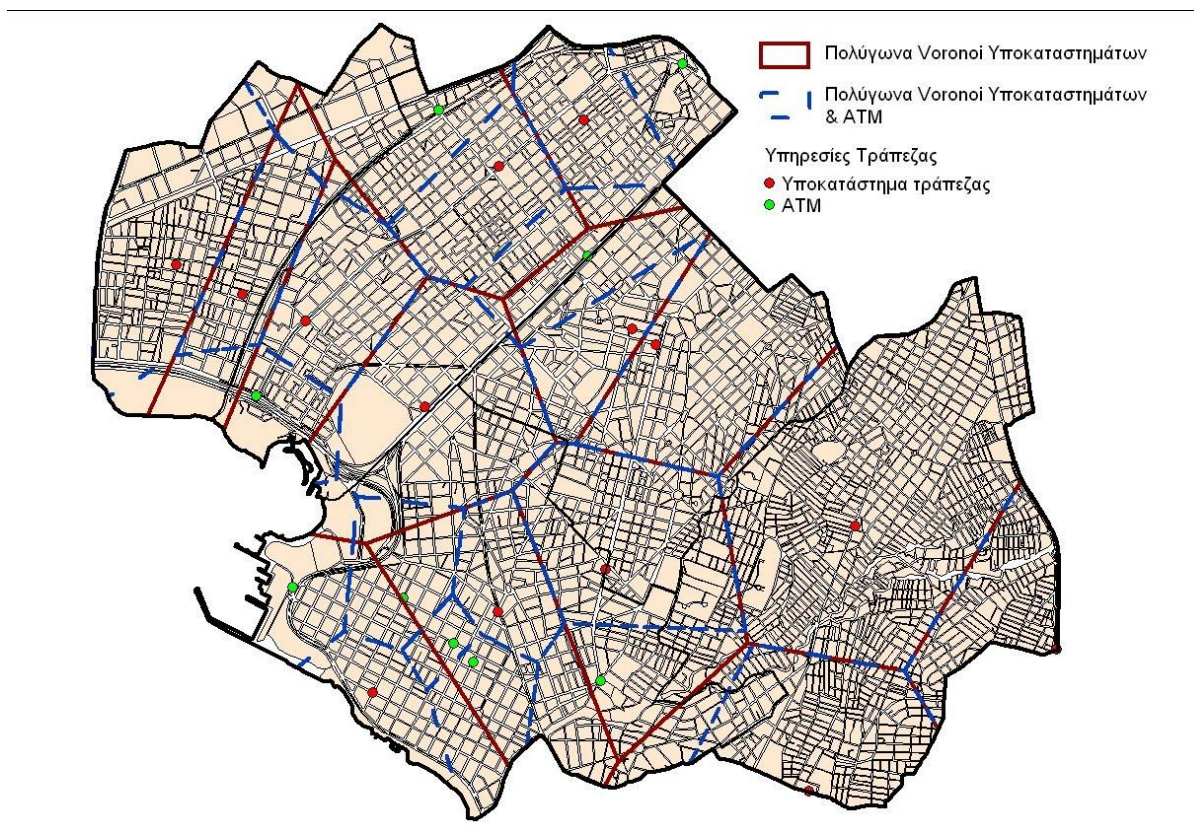 Πολύγωνα Voronoi Υποκαταστημάτων
Πολύγωνα Voronoi Υποκαταστημάτων
& ATM
Υπηρεσίες Τράπεζας
Υποκατάστημα τράπεζας
ATM